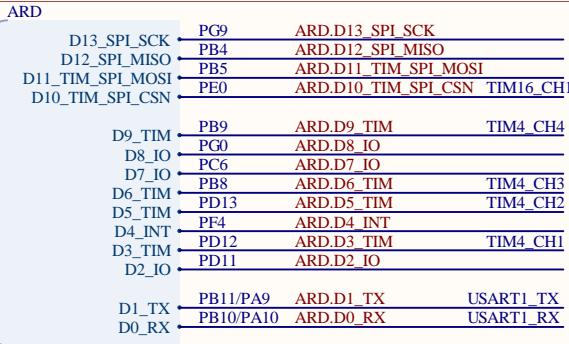 ARD
D13_SPI_SCK PG9 ARD.D13_SPI_SCK
D12_SPI_MISO PB4 ARD.D12_SPI_MISO
D11_TIM_SPI_MOSI PB5 ARD.D11_TIM_SPI_MOSI
D10_TIM_SPI_CSN PE0 ARD.D10_TIM_SPI_CSN TIM16_CH1
D9_TIM PB9 ARD.D9_TIM TIM4_CH4
D8_IO PG0 ARD.D8_IO
D7_IO PC6 ARD.D7_IO
D6_TIM PB8 ARD.D6_TIM TIM4_CH3
D5_TIM PD13 ARD.D5_TIM TIM4_CH2
D4_INT PF4 ARD.D4_INT
D3_TIM PD12 ARD.D3_TIM TIM4_CH1
D2_IO PD11 ARD.D2_IO
D1_TX PB11/PA9 ARD.D1_TX USART1_TX
D0_RX PB10/PA10 ARD.D0_RX USART1_RX